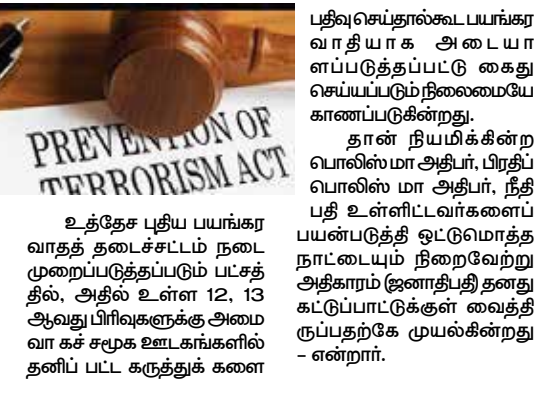 PREVENTION OF
TERRORISM ACT
உத்தேச புதிய பயங்கர
வாதத் தடைச்சட்டம் நடை
முறைப்படுத்தப்படும் பட்சத்
தில், அதில் உள்ள 12, 13
ஆவது பிரிவுகளுக்கு அமை
வா கச் சமூக ஊடகங்களில்
தனிப் பட்ட கருத்துக் களை
பதிவு செய்தால்கூட பயங்கர
வாதியாக அடையா
ளப்படுத்தப்பட்டு கைது
செய்யப்படும் நிலைமையே
காணப்படுகின்றது.
தான் நியமிக்கின்ற
பொலிஸ் மா அதிபர், பிரதிப்
பொலிஸ் மா அதிபர், நீதி
பதி உள்ளிட்டவர்களைப்
பயன்படுத்தி ஒட்டுமொத்த
நாட்டையும் நிறைவேற்று
அதிகாரம் (ஜனாதிபதி) தனது
கட்டுப்பாட்டுக்குள் வைத்தி
ருப்பதற்கே முயல்கின்றது
– என்றார்.